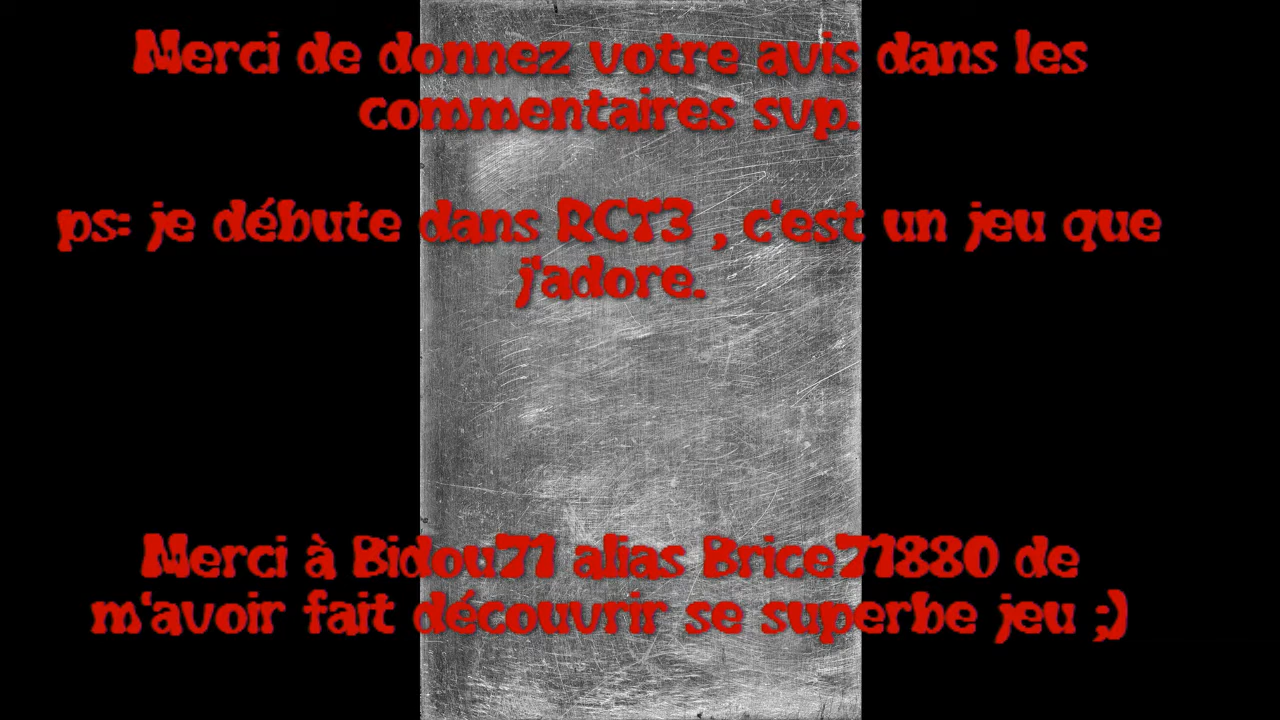 Merci de donnez votre avis dans les
commentaires svp.
ps: je débute dans RCT3 , c'est un jeu que
j'adore.
Merci à Bidou71 alias Brice71880 de
m'avoir fait découvrir se superbe jeu ;)